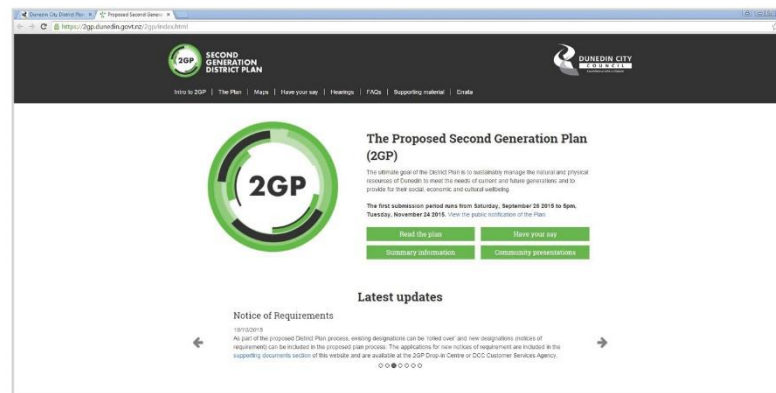 Dunedin City District Plan
Proposed Second Genera
https://2gp.dunedin.govt.nz/2gp/index.html
2GP
SECOND
GENERATION
DISTRICT PLAN
DUNEDIN CITY
COUNCIL
Intro to 2GP | The Plan | Maps | Have your say | Hearings | FAQs | Supporting material | Errata
2GP
The Proposed Second Generation Plan
(2GP)
The ultimate goal of the District Plan is to sustainably manage the natural and physical
resources of Dunedin to meet the needs of current and future generations and to
provide for their social, economic and cultural wellbeing.
The first submission period runs from Saturday, September 26 2015 to 5pm,
Tuesday, November 24 2015. View the public notification of the Plan.
Read the plan
Have your say
Summary information
Community presentations
Latest updates
Notice of Requirements
As part of the proposed District Plan process, existing designations can be 'rolled over' and new designations (notices of
requirement) can be included in the proposed plan process. The applications for new notices of requirement are included in the
supporting documents section of this website and are available at the 2GP Drop-in Centre or DCC Customer Services Agency.